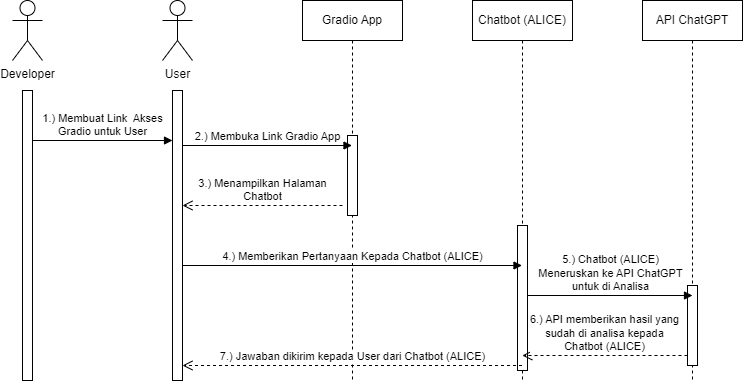 Gradio App
Chatbot (ALICE)
API ChatGPT
Developer
User
1.) Membuat Link Akses
Gradio untuk User
2.) Membuka Link Gradio App
3.) Menampilkan Halaman
Chatbot
4.) Memberikan Pertanyaan Kepada Chatbot (ALICE)
5.) Chatbot (ALICE)
Meneruskan ke API ChatGPT
untuk di Analisa
6.) API memberikan hasil yang
sudah di analisa kepada
Chatbot (ALICE)
7.) Jawaban dikirim kepada User dari Chatbot (ALICE)